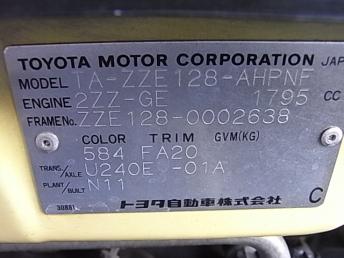 TOYOTA MOTOR CORPORATION JAP
MODEL TA-ZZE128-AHPNF
ENGINE 2ZZ-GE 1795 CC
FRAME No. ZZE128-0002638
COLOR TRIM GVM(KG)
584 FA20
TRANS./AXLE U240E -01A
PLANT/BUILT N11
トヨタ自動車株式会社 C
30881